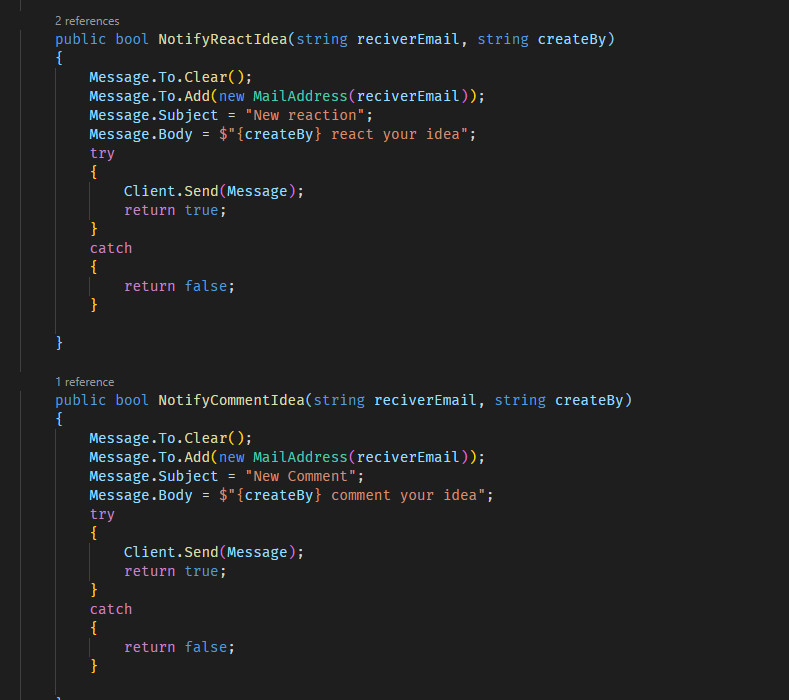 2 references
public bool NotifyReactIdea(string reciverEmail, string createBy)
{
Message.To.Clear();
Message.To.Add(new MailAddress(reciverEmail));
Message.Subject = "New reaction";
Message.Body = $"{createBy} react your idea";
try
{
Client.Send(Message);
return true;
}
catch
{
return false;
}
}
1 reference
public bool NotifyCommentIdea(string reciverEmail, string createBy)
{
Message.To.Clear();
Message.To.Add(new MailAddress(reciverEmail));
Message.Subject = "New Comment";
Message.Body = $"{createBy} comment your idea";
try
{
Client.Send(Message);
return true;
}
catch
{
return false;
}
}